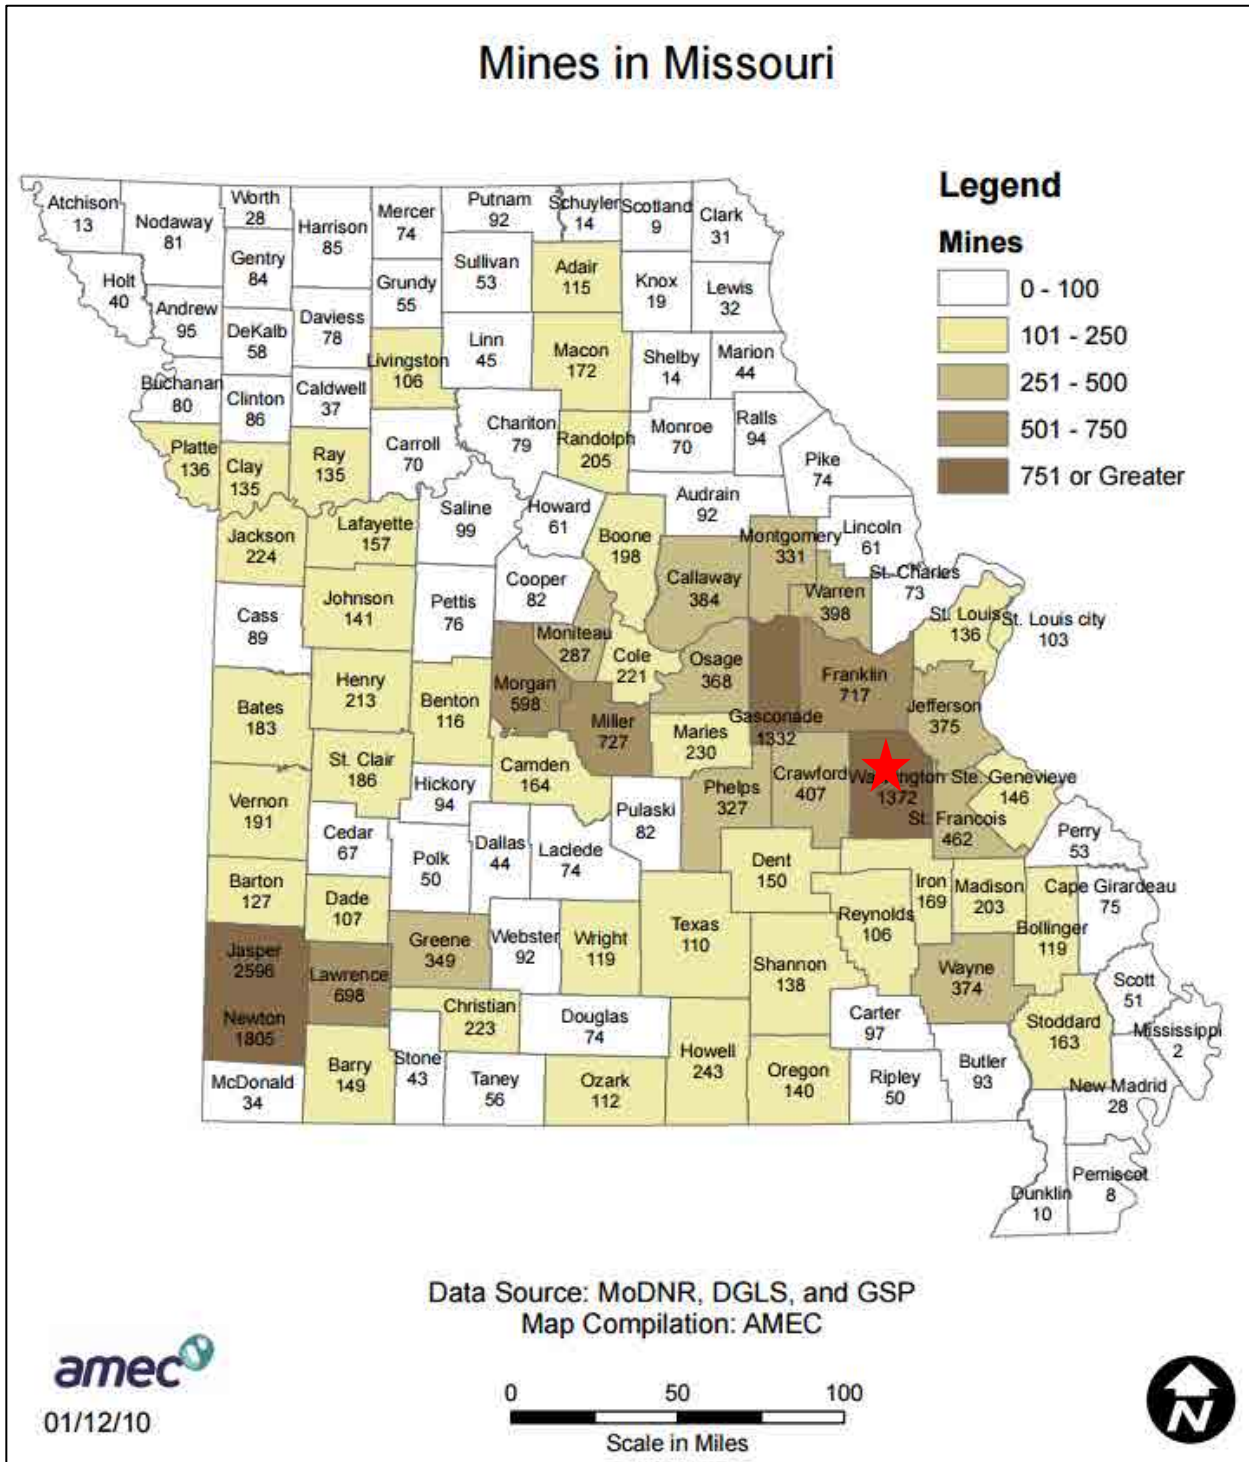 Mines in Missouri
Legend
Mines
0 - 100
101 - 250
251 - 500
501 - 750
751 or Greater
Atchison
13
Nodaway
81
Worth
28
Harrison
85
Mercer
74
Putnam
92
Schuyler
14
Scotland
9
Clark
31
Holt
40
Gentry
84
Grundy
55
Sullivan
53
Adair
115
Knox
19
Lewis
32
Andrew
95
DeKalb
58
Daviess
78
Livingston
106
Linn
45
Macon
172
Shelby
14
Marion
44
Buchanan
80
Clinton
86
Caldwell
37
Carroll
70
Chariton
79
Randolph
205
Monroe
70
Ralls
94
Pike
74
Platte
136
Clay
135
Ray
135
Saline
99
Howard
61
Audrain
92
Lincoln
61
Jackson
224
Lafayette
157
Boone
198
Callaway
384
Montgomery
331
Warren
398
St. Charles
73
St. Louis
136
St. Louis city
103
Cass
89
Johnson
141
Pettis
76
Cooper
82
Moniteau
287
Cole
221
Osage
368
Gasconade
1332
Franklin
717
Jefferson
375
Bates
183
Henry
213
Benton
116
Morgan
598
Miller
727
Maries
230
Vernon
191
St. Clair
186
Hickory
94
Camden
164
Pulaski
82
Phelps
327
Crawford
407
1372
Ste. Genevieve
146
St. Francois
462
Perry
53
Cedar
67
Polk
50
Dallas
44
Laclede
74
Dent
150
Iron
169
Madison
203
Cape Girardeau
75
Barton
127
Dade
107
Greene
349
Webster
92
Wright
119
Texas
110
Reynolds
106
Bollinger
119
Jasper
2596
Lawrence
698
Shannon
138
Wayne
374
Scott
51
Newton
1805
Christian
223
Douglas
74
Howell
243
Carter
97
Stoddard
163
Mississippi
2
McDonald
34
Barry
149
Stone
43
Taney
56
Ozark
112
Oregon
140
Ripley
50
Butler
93
New Madrid
28
Dunklin
10
Pemiscot
8
Data Source: MoDNR, DGLS, and GSP
Map Compilation: AMEC
amec
01/12/10
0 50 100
Scale in Miles
N